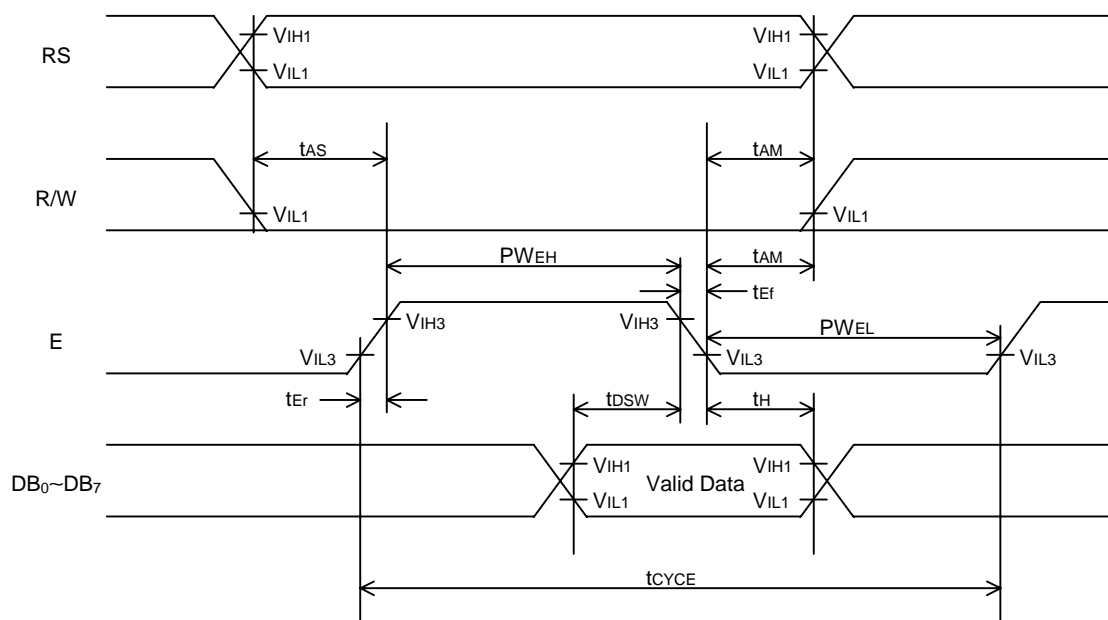 RS
VIH1
VIL1
VIH1
VIL1
tAS
tAM
R/W
VIL1
VIL1
PWEH
tAM
tEf
E
VIH3
VIH3
PWEL
VIL3
VIL3
VIL3
tEr
tDSW
tH
DB0~DB7
VIH1
VIL1
Valid Data
VIH1
VIL1
tCYCE